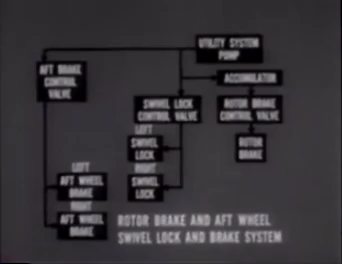 UTILITY SYSTEM
PUMP
AFT BRAKE
CONTROL
VALVE
ACCUMULATOR
SWIVEL LOCK
CONTROL VALVE
ROTOR BRAKE
CONTROL VALVE
LEFT
SWIVEL
LOCK
ROTOR
BRAKE
RIGHT
SWIVEL
LOCK
LEFT
AFT WHEEL
BRAKE
RIGHT
AFT WHEEL
BRAKE
ROTOR BRAKE AND AFT WHEEL
SWIVEL LOCK AND BRAKE SYSTEM